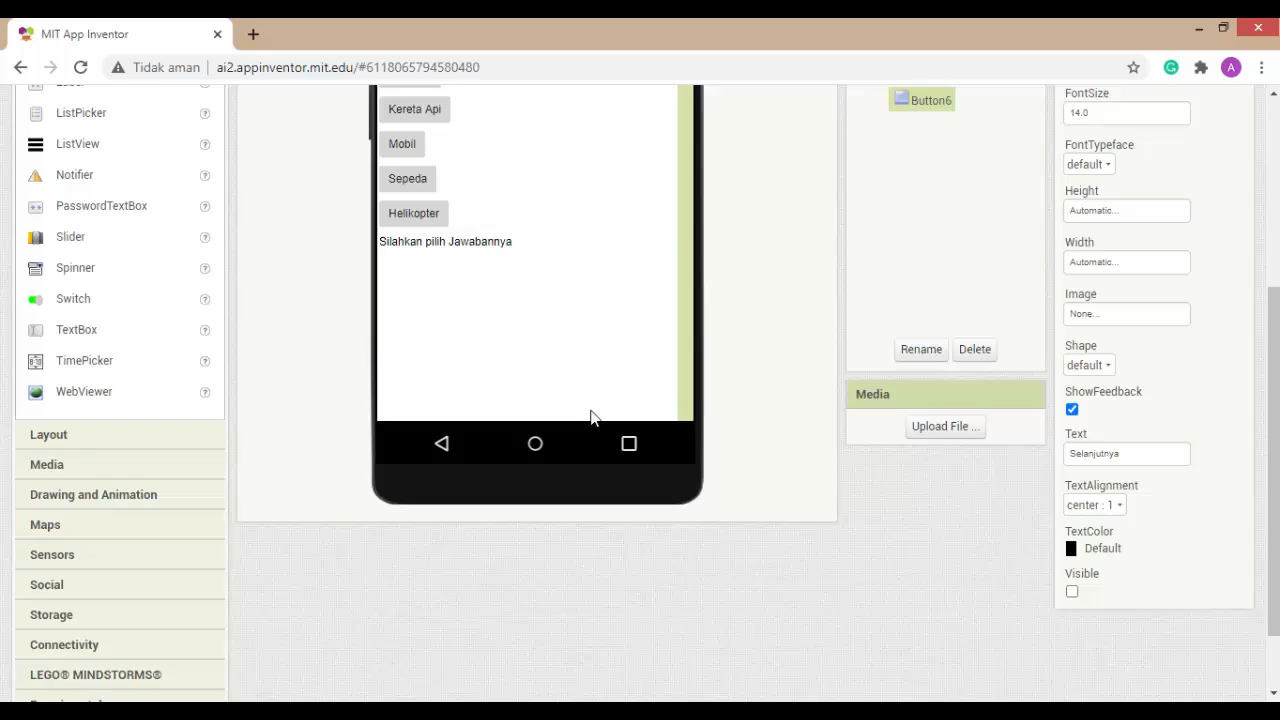 MIT App Inventor
Tidak aman
ai2.appinventor.mit.edu/#6118065794580480
A
ListPicker
ListView
Notifier
PasswordTextBox
Slider
Spinner
Switch
TextBox
TimePicker
WebViewer
Layout
Media
Drawing and Animation
Maps
Sensors
Social
Storage
Connectivity
LEGO® MINDSTORMS®
Kereta Api
Mobil
Sepeda
Helikopter
Silahkan pilih Jawabannya
Button6
Rename
Delete
Media
Upload File ...
FontSize
14.0
FontTypeface
default
Height
Automatic...
Width
Automatic...
Image
None...
Shape
default
ShowFeedback
Text
Selanjutnya
TextAlignment
center : 1
TextColor
Default
Visible